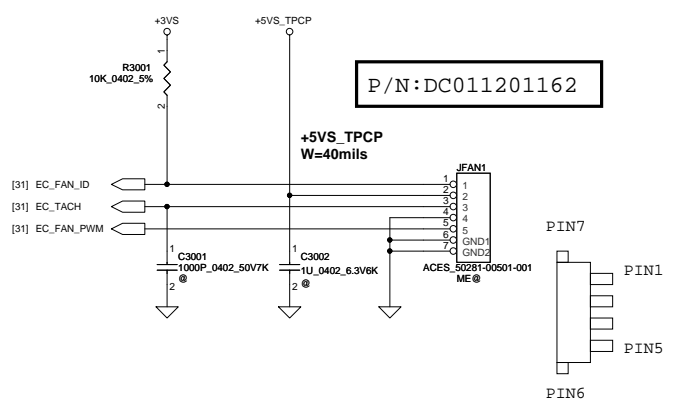 +3VS
+5VS_TPCP
1
R3001
10K_0402_5%
2
P/N:DC011201162
+5VS_TPCP
W=40mils
JFAN1
[31] EC_FAN_ID
1
1
2
2
[31] EC_TACH
3
3
4
4
[31] EC_FAN_PWM
5
5
6
GND1
7
GND2
ACES_50281-00501-001
ME@
1
C3001
1000P_0402_50V7K
@
2
1
C3002
1U_0402_6.3V6K
@
2
PIN7
PIN1
PIN5
PIN6